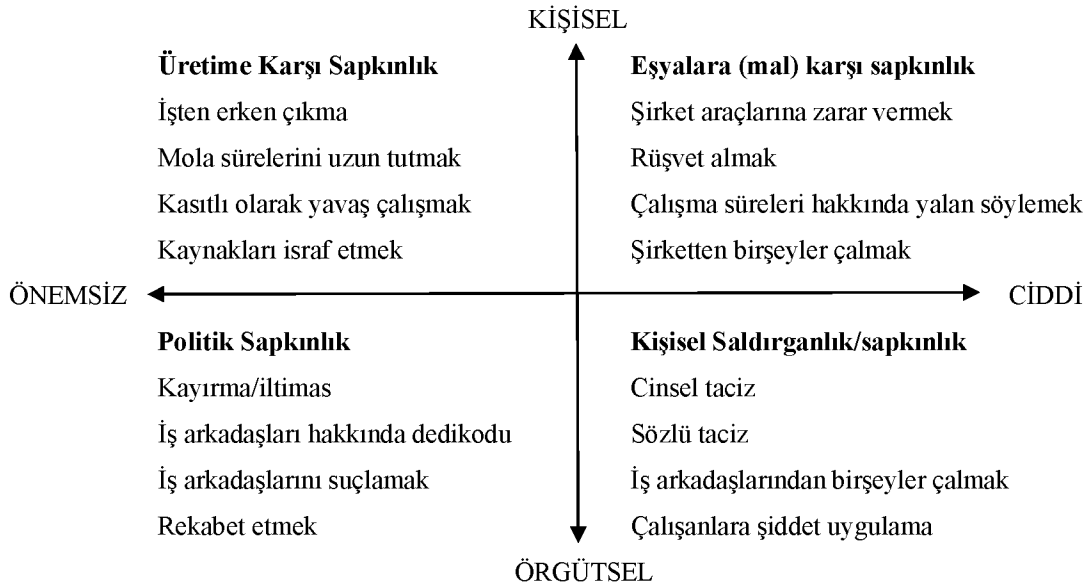 KİŞİSEL
Üretime Karşı Sapkınlık
İşten erken çıkma
Mola sürelerini uzun tutmak
Kasıtlı olarak yavaş çalışmak
Kaynakları israf etmek
Eşyalara (mal) karşı sapkınlık
Şirket araçlarına zarar vermek
Rüşvet almak
Çalışma süreleri hakkında yalan söylemek
Şirketten birşeyler çalmak
ÖNEMSİZ
CİDDİ
Politik Sapkınlık
Kayırma/iltimas
İş arkadaşları hakkında dedikodu
İş arkadaşlarını suçlamak
Rekabet etmek
Kişisel Saldırganlık/sapkınlık
Cinsel taciz
Sözlü taciz
İş arkadaşlarından birşeyler çalmak
Çalışanlara şiddet uygulama
ÖRGÜTSEL